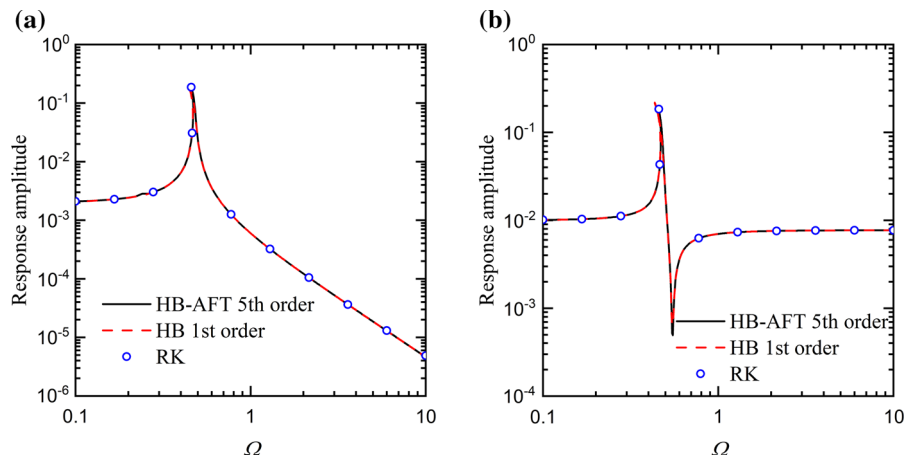 (a)
Response amplitude
10^0
10^-1
10^-2
10^-3
10^-4
10^-5
10^-6
HB-AFT 5th order
HB 1st order
RK
0.1 1 10
Ω
(b)
Response amplitude
10^0
10^-1
10^-2
10^-3
10^-4
HB-AFT 5th order
HB 1st order
RK
0.1 1 10
Ω